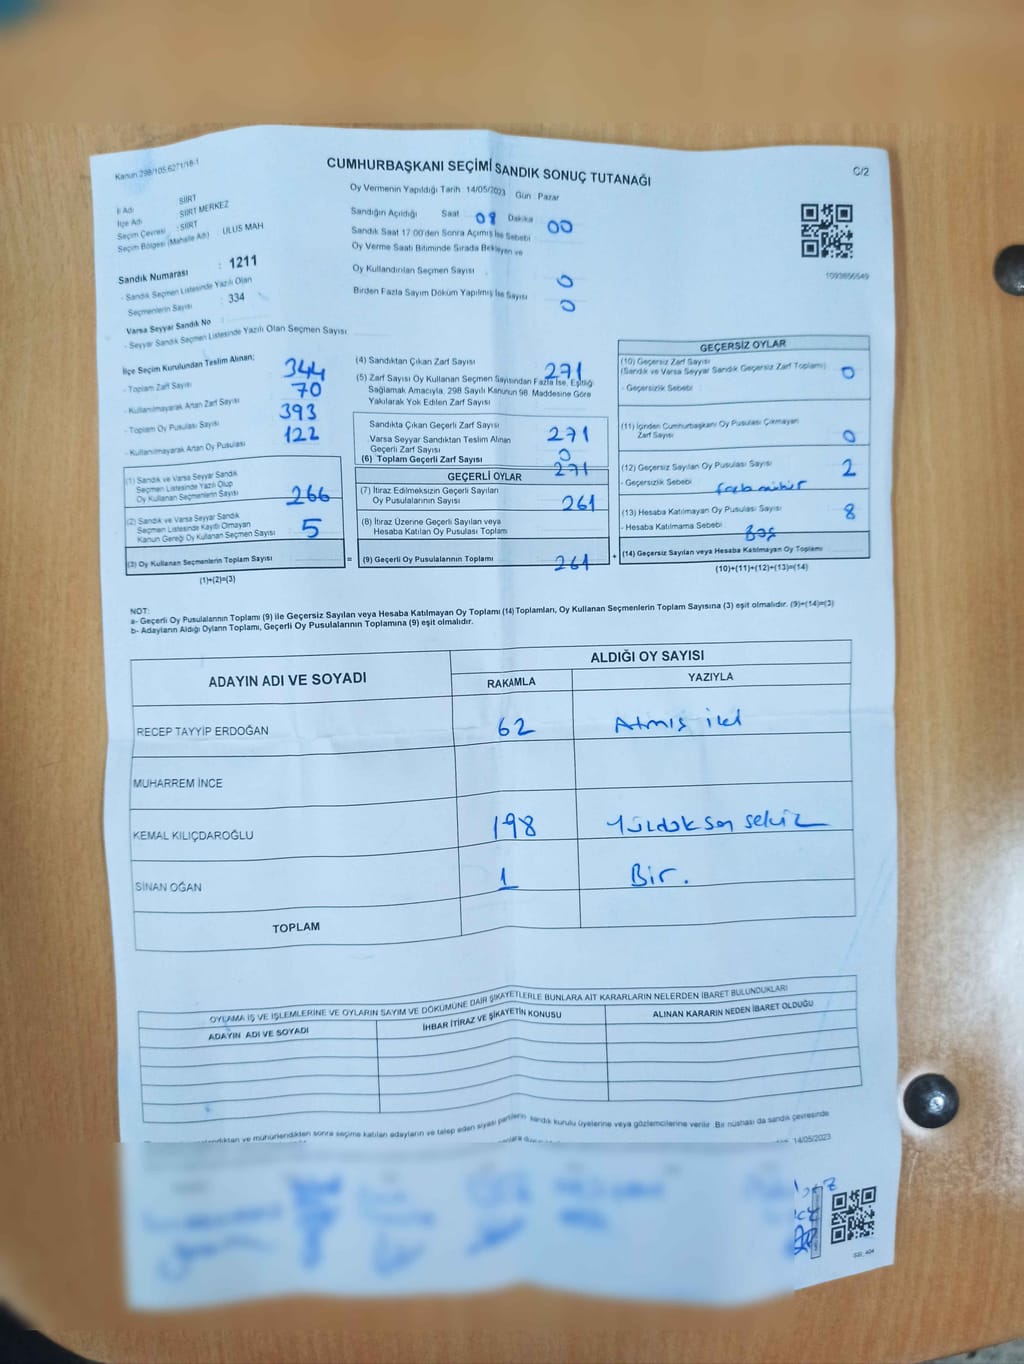 Kanun 298/105.6271/18-1
CUMHURBAŞKANI SEÇİMİ SANDIK SONUÇ TUTANAĞI
C/2
İl Adı SİİRT
İlçe Adı SİİRT MERKEZ
Seçim Çevresi : SİİRT
Seçim Bölgesi (Mahalle Adı) ULUS MAH
Sandık Numarası : 1211
- Sandık Seçmen Listesinde Yazılı Olan
Seçmenlerin Sayısı : 334
Varsa Seyyar Sandık No
- Seyyar Sandık Seçmen Listesinde Yazılı Olan Seçmen Sayısı:
Oy Vermenin Yapıldığı Tarih : 14/05/2023 Gün : Pazar
Sandığın Açıldığı Saat 08 Dakika 00
Sandık Saat 17:00'den Sonra Açımış İse Sebebi
Oy Verme Saati Bitiminde Sırada Bekleyen ve
Oy Kullandırılan Seçmen Sayısı 0
Birden Fazla Sayım Döküm Yapılmış İse Sayısı 0
1093856549
İlçe Seçim Kurulundan Teslim Alınan;
- Toplam Zarf Sayısı 344
- Kullanılmayarak Artan Zarf Sayısı 70
- Toplam Oy Pusulası Sayısı 393
- Kullanılmayarak Artan Oy Pusulası 122
(1) Sandık ve Varsa Seyyar Sandık
Seçmen Listesinde Yazılı Olup
Oy Kullanan Seçmenlerin Sayısı 266
(2) Sandık ve Varsa Seyyar Sandık
Seçmen Listesinde Kaydı Olmayan
Kanun Gereği Oy Kullanan Seçmen Sayısı 5
(3) Oy Kullanan Seçmenlerin Toplam Sayısı =
(1)+(2)=(3)
(4) Sandıktan Çıkan Zarf Sayısı 271
(5) Zarf Sayısı Oy Kullanan Seçmen Sayısından Fazla İse, Eşitliği
Sağlamak Amacıyla, 298 Sayılı Kanunun 98. Maddesine Göre
Yakılarak Yok Edilen Zarf Sayısı
Sandıkta Çıkan Geçerli Zarf Sayısı 271
Varsa Seyyar Sandıktan Teslim Alınan
Geçerli Zarf Sayısı 0
(6) Toplam Geçerli Zarf Sayısı 271
GEÇERLİ OYLAR
(7) İtiraz Edilmeksizin Geçerli Sayılan
Oy Pusulalarının Sayısı 261
(8) İtiraz Üzerine Geçerli Sayılan veya
Hesaba Katılan Oy Pusulası Toplam
(9) Geçerli Oy Pusulalarının Toplamı 261 +
GEÇERSİZ OYLAR
(10) Geçersiz Zarf Sayısı
(Sandık ve Varsa Seyyar Sandık Geçersiz Zarf Toplamı) 0
- Geçersizlik Sebebi :
(11) İçinden Cumhurbaşkanı Oy Pusulası Çıkmayan
Zarf Sayısı 0
(12) Geçersiz Sayılan Oy Pusulası Sayısı 2
- Geçersizlik Sebebi fazla mühür
(13) Hesaba Katılmayan Oy Pusulası Sayısı 8
- Hesaba Katılmama Sebebi Boş
(14) Geçersiz Sayılan veya Hesaba Katılmayan Oy Toplamı
(10)+(11)+(12)+(13)=(14)
NOT:
a- Geçerli Oy Pusulalarının Toplamı (9) ile Geçersiz Sayılan veya Hesaba Katılmayan Oy Toplamı (14) Toplamları, Oy Kullanan Seçmenlerin Toplam Sayısına (3) eşit olmalıdır. (9)+(14)=(3)
b- Adayların Aldığı Oyların Toplamı, Geçerli Oy Pusulalarının Toplamına (9) eşit olmalıdır.
ADAYIN ADI VE SOYADI
ALDIĞI OY SAYISI
RAKAMLA YAZIYLA
RECEP TAYYİP ERDOĞAN 62 Atmış iki
MUHARREM İNCE
KEMAL KILIÇDAROĞLU 198 Yüzdoksan sekiz
SİNAN OĞAN 1 Bir.
TOPLAM
OYLAMA İŞ VE İŞLEMLERİNE VE OYLARIN SAYIM VE DÖKÜMÜNE DAİR ŞİKAYETLERLE BUNLARA AİT KARARLARIN NELERDEN İBARET BULUNDUKLARI
ADAYIN ADI VE SOYADI İHBAR İTİRAZ VE ŞİKAYETİN KONUSU ALINAN KARARIN NEDEN İBARET OLDUĞU
ve mühürlendikten sonra seçime katılan adayların ve talep eden siyasi partilerin sandık kurulu üyelerine veya gözlemcilerine verilir. Bir nüshası da sandık çevresinde
14/05/2023